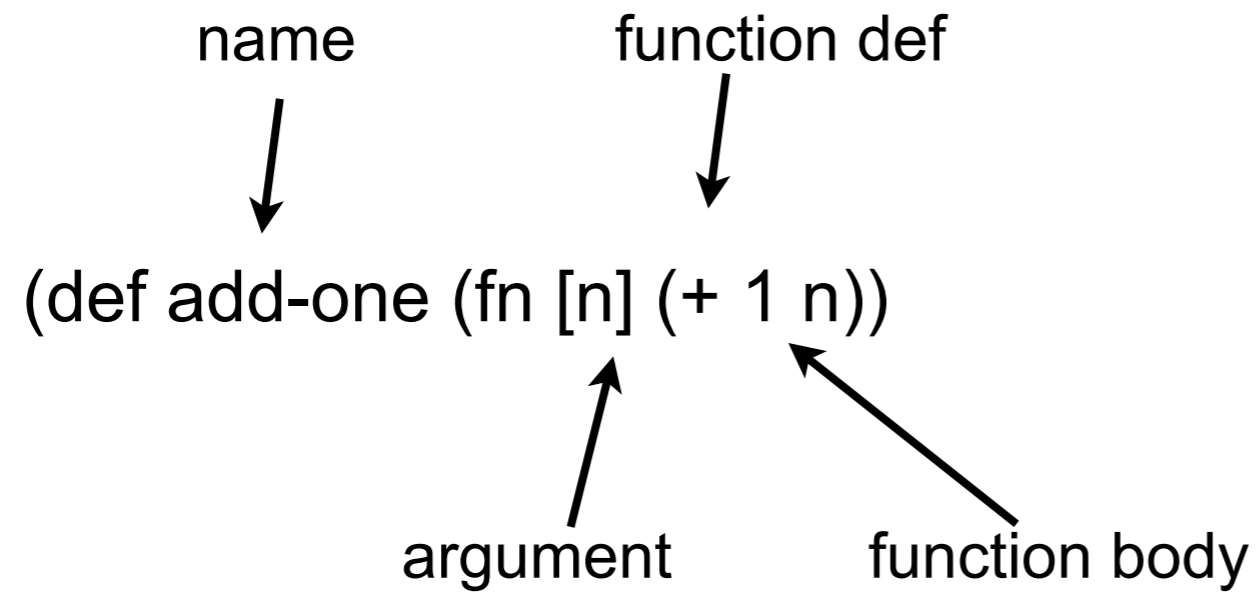 name
function def
(def add-one (fn [n] (+ 1 n))
argument
function body